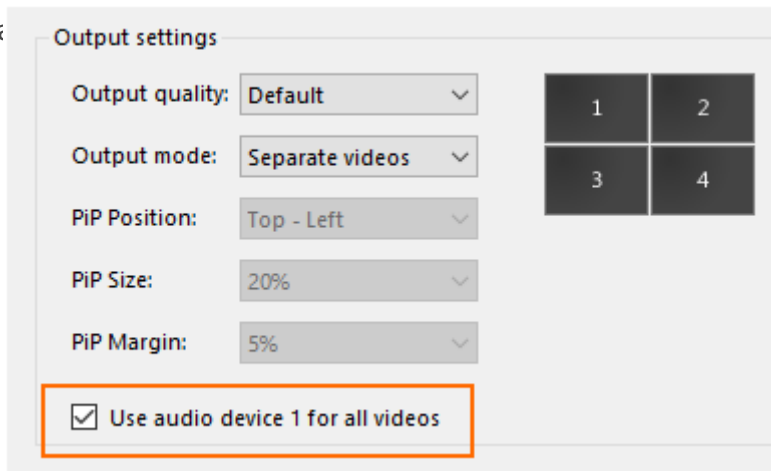 Output settings
Output quality: Default
1 2
Output mode: Separate videos
3 4
PiP Position: Top - Left
PiP Size: 20%
PiP Margin: 5%
Use audio device 1 for all videos